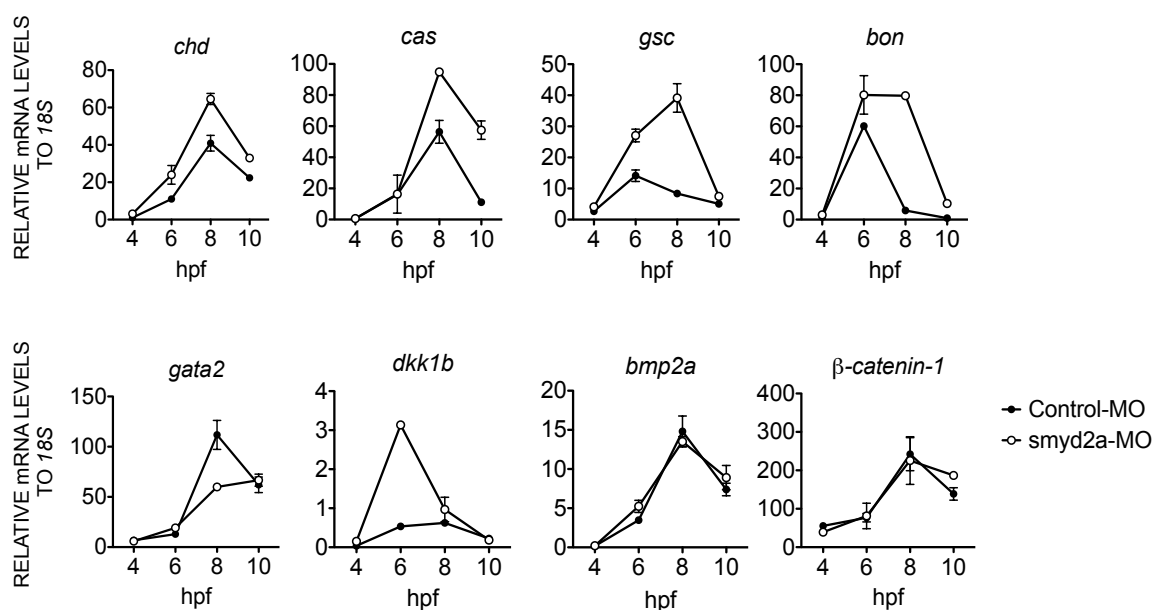 chd
cas
gsc
bon
RELATIVE mRNA LEVELS
TO 18S
80
60
40
20
0
4 6 8 10
hpf
100
80
60
40
20
0
4 6 8 10
hpf
50
40
30
20
10
0
4 6 8 10
hpf
100
80
60
40
20
0
4 6 8 10
hpf
gata2
dkk1b
bmp2a
β-catenin-1
RELATIVE mRNA LEVELS
TO 18S
150
100
50
0
4 6 8 10
hpf
4
3
2
1
0
4 6 8 10
hpf
20
15
10
5
0
4 6 8 10
hpf
400
300
200
100
0
4 6 8 10
hpf
Control-MO
smyd2a-MO